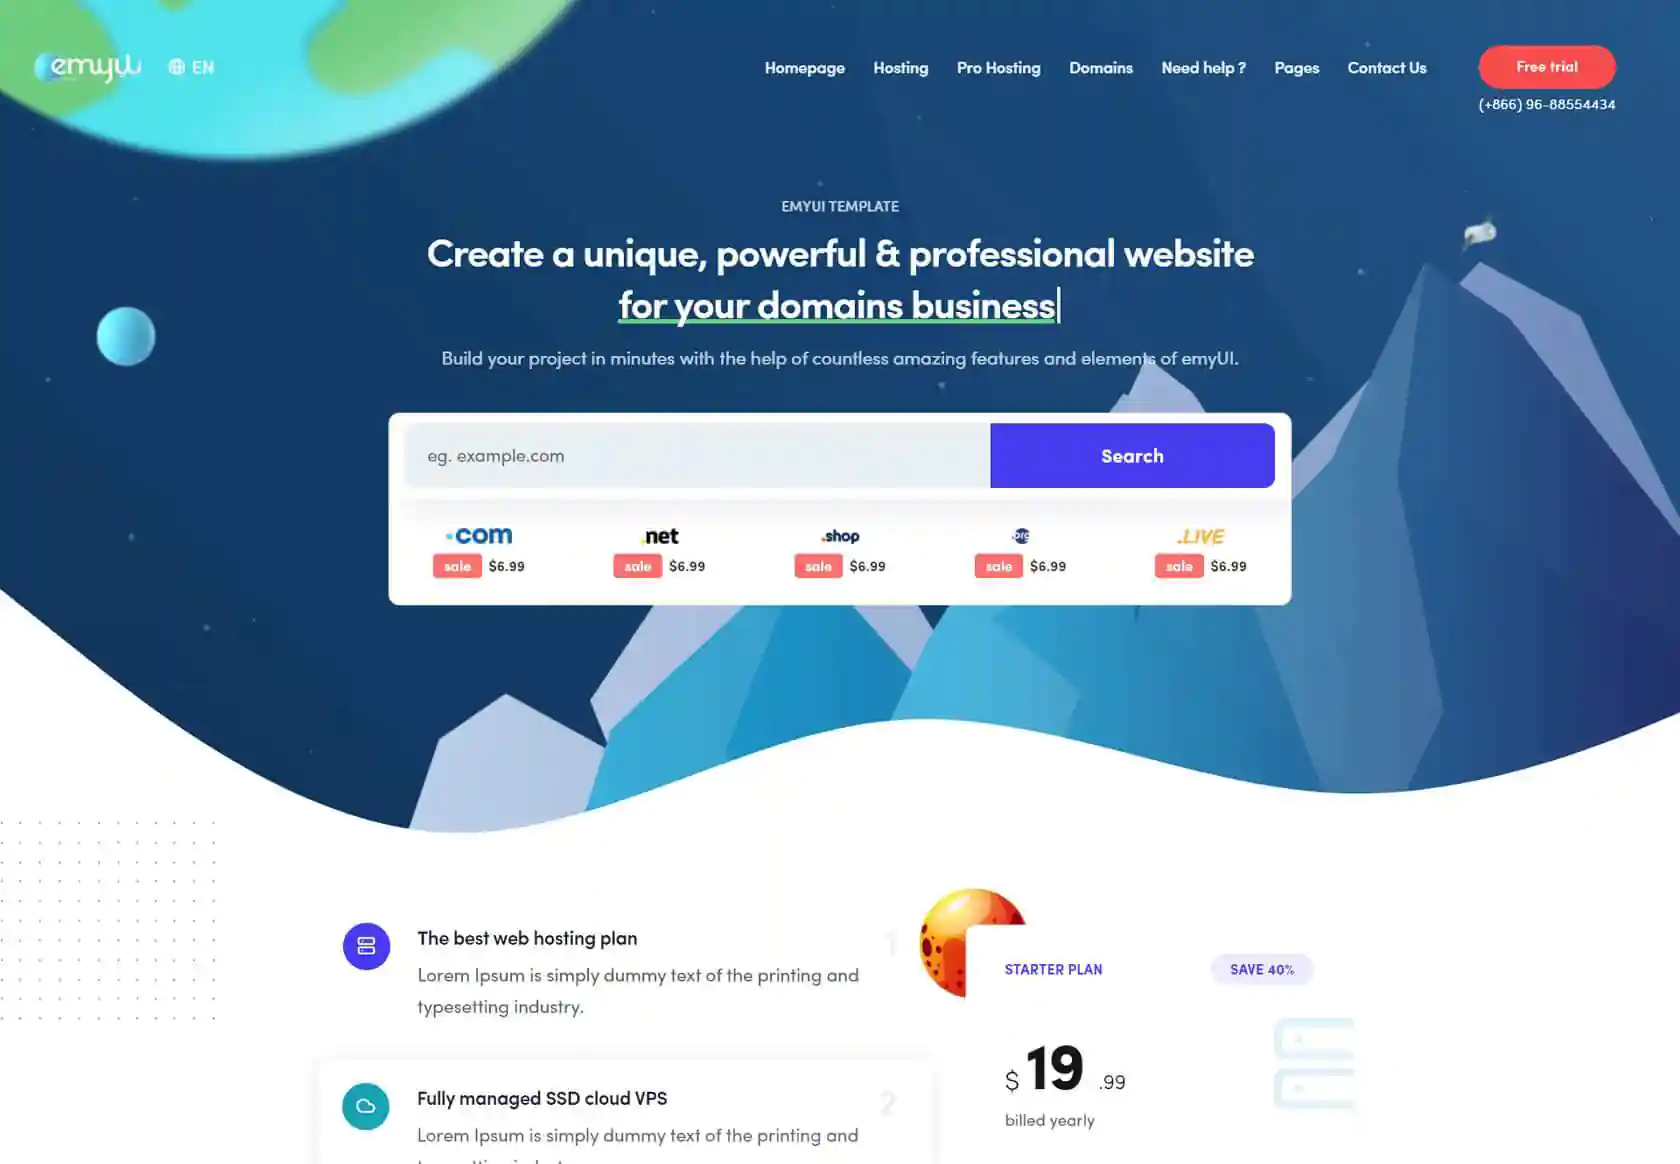 emyui
EN
Homepage
Hosting
Pro Hosting
Domains
Need help ?
Pages
Contact Us
Free trial
(+866) 96-88554434
EMYUI TEMPLATE
Create a unique, powerful & professional website
for your domains business
Build your project in minutes with the help of countless amazing features and elements of emyUI.
eg. example.com
Search
.com
.net
.shop
.LIVE
sale $6.99
sale $6.99
sale $6.99
sale $6.99
sale $6.99
The best web hosting plan
1
Lorem Ipsum is simply dummy text of the printing and
typesetting industry.
Fully managed SSD cloud VPS
2
Lorem Ipsum is simply dummy text of the printing and
STARTER PLAN
SAVE 40%
$ 19 .99
billed yearly